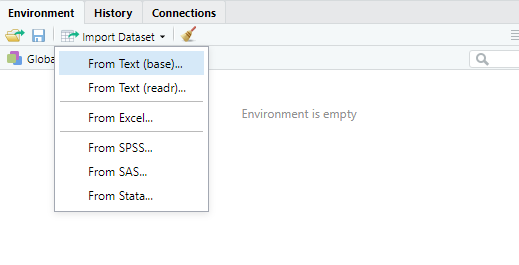 Environment History Connections
Import Dataset
Globa
From Text (base)...
From Text (readr)...
From Excel...
From SPSS...
From SAS...
From Stata...
Environment is empty